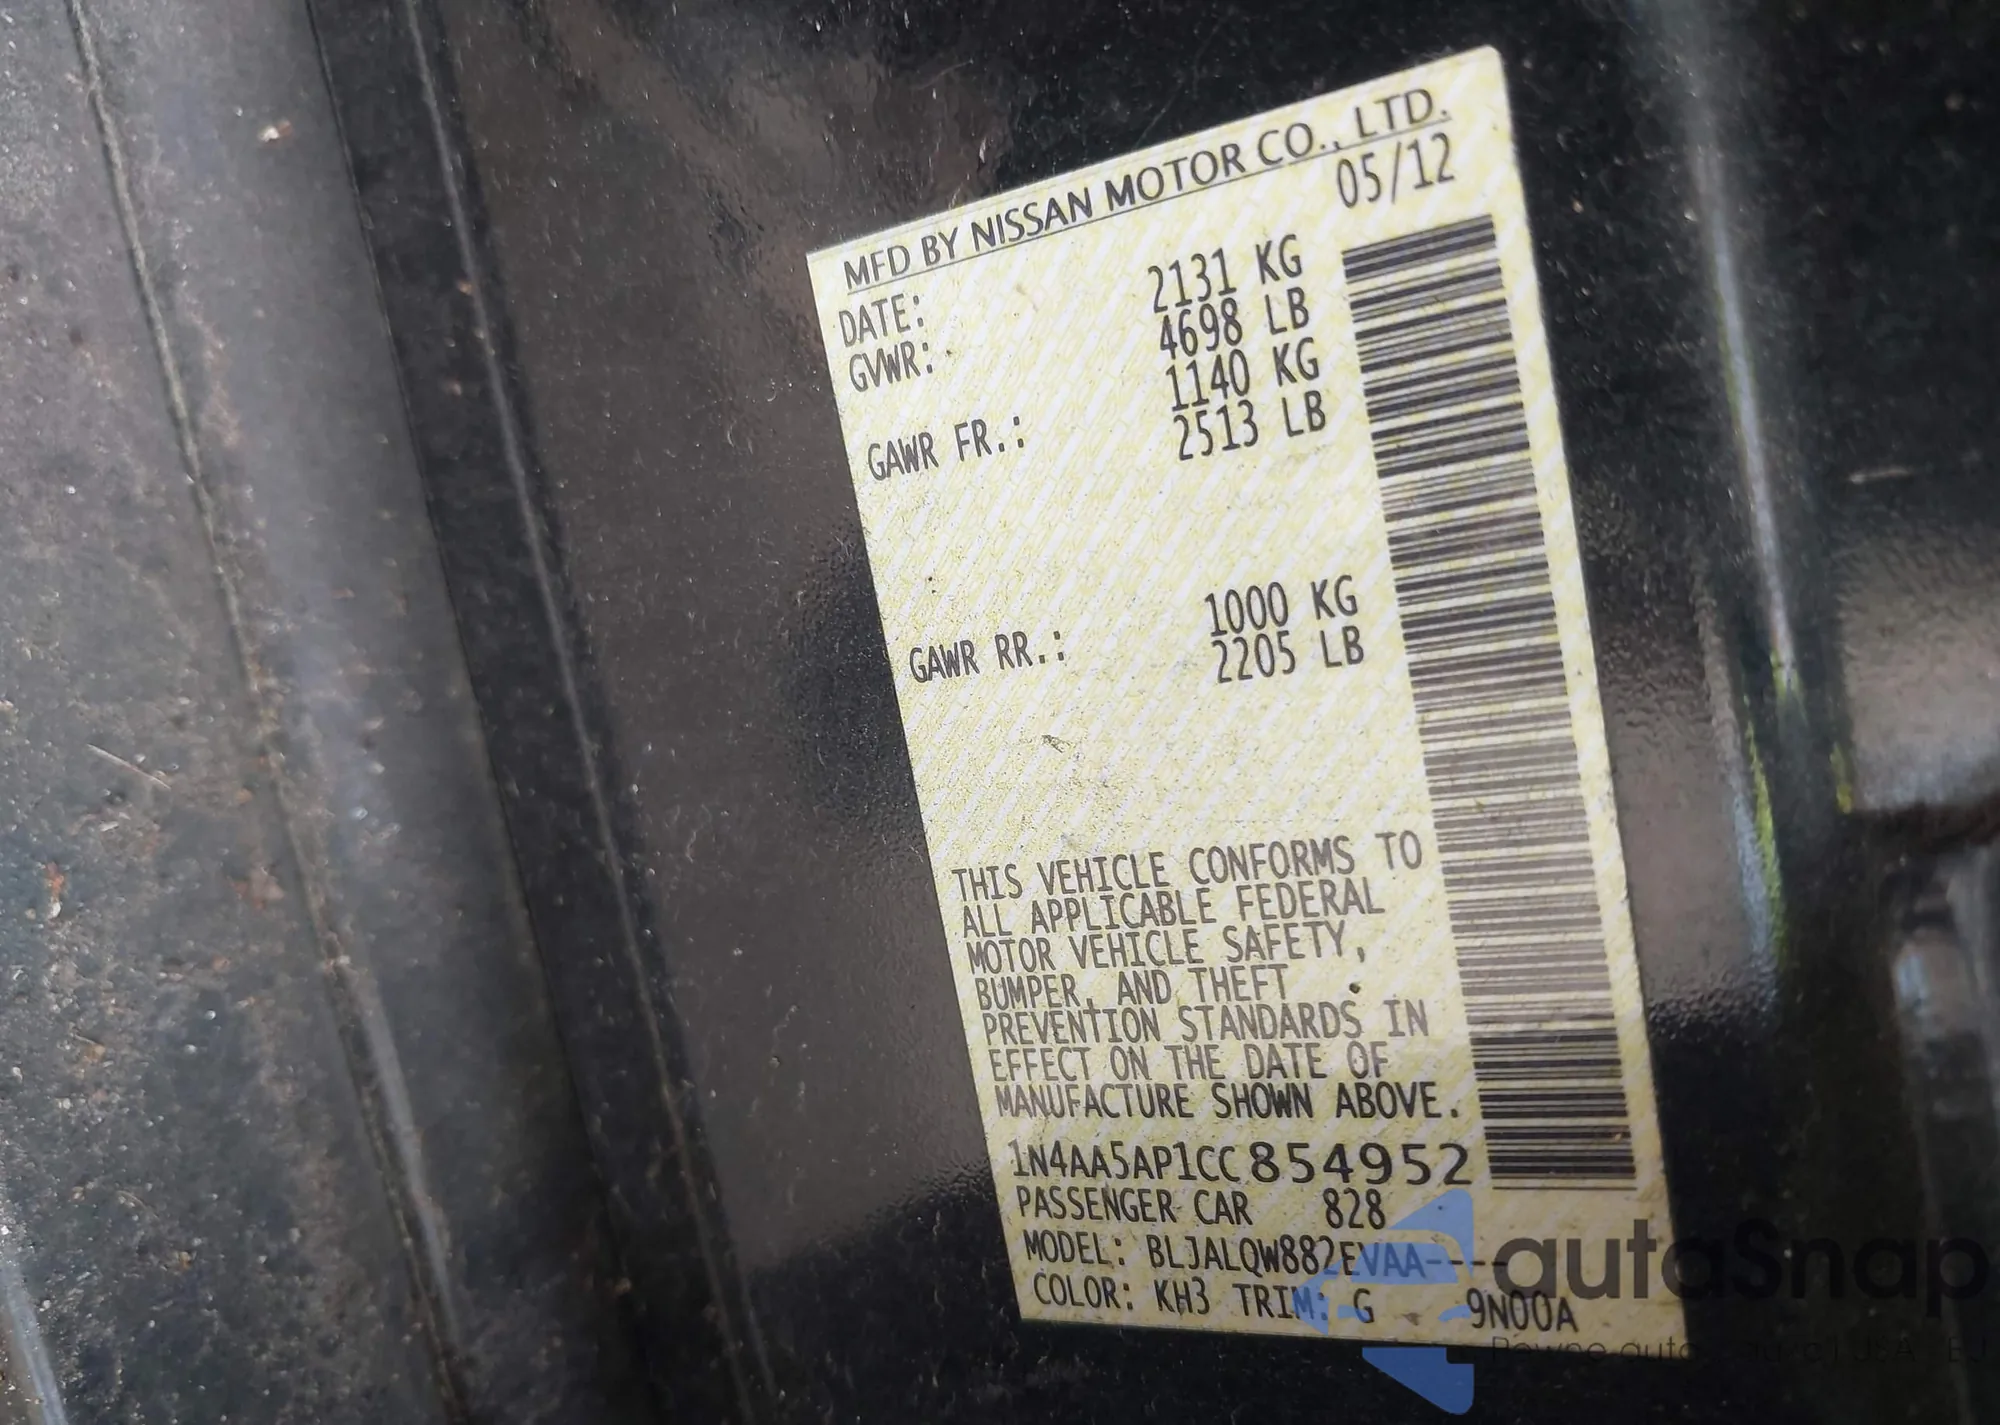 MFD BY NISSAN MOTOR CO., LTD.
DATE: 05/12
GVWR: 2131 KG
4698 LB
GAWR FR.: 1140 KG
2513 LB
GAWR RR.: 1000 KG
2205 LB
THIS VEHICLE CONFORMS TO
ALL APPLICABLE FEDERAL
MOTOR VEHICLE SAFETY,
BUMPER, AND THEFT
PREVENTION STANDARDS IN
EFFECT ON THE DATE OF
MANUFACTURE SHOWN ABOVE.
1N4AA5AP1CC854952
PASSENGER CAR 828
MODEL: BLJALQW882EVAA----
COLOR: KH3 TRIM: G 9N00A
autaSnap
Pewne auta